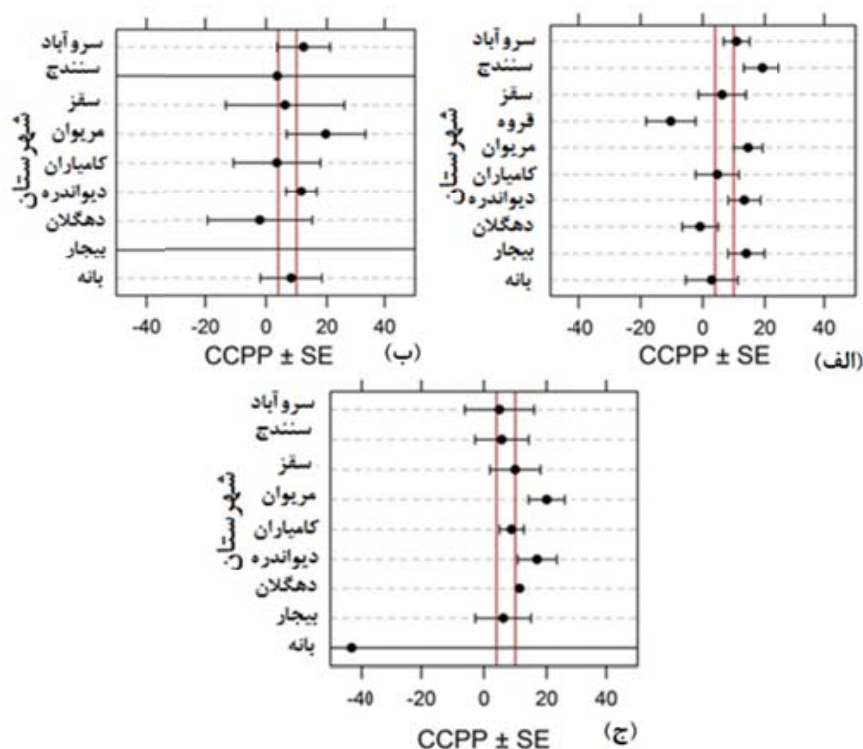 شهرستان
سروآباد
سنندج
سقز
قروه
مریوان
کامیاران
دیواندره
دهگلان
بیجار
بانه
-40 -20 0 20 40
CCPP ± SE
(الف
شهرستان
سروآباد
سنندج
سقز
مریوان
کامیاران
دیواندره
دهگلان
بیجار
بانه
-40 -20 0 20 40
CCPP ± SE
(ب
شهرستان
سروآباد
سنندج
سقز
مریوان
کامیاران
دیواندره
دهگلان
بیجار
بانه
-40 -20 0 20 40
CCPP ± SE
(ج